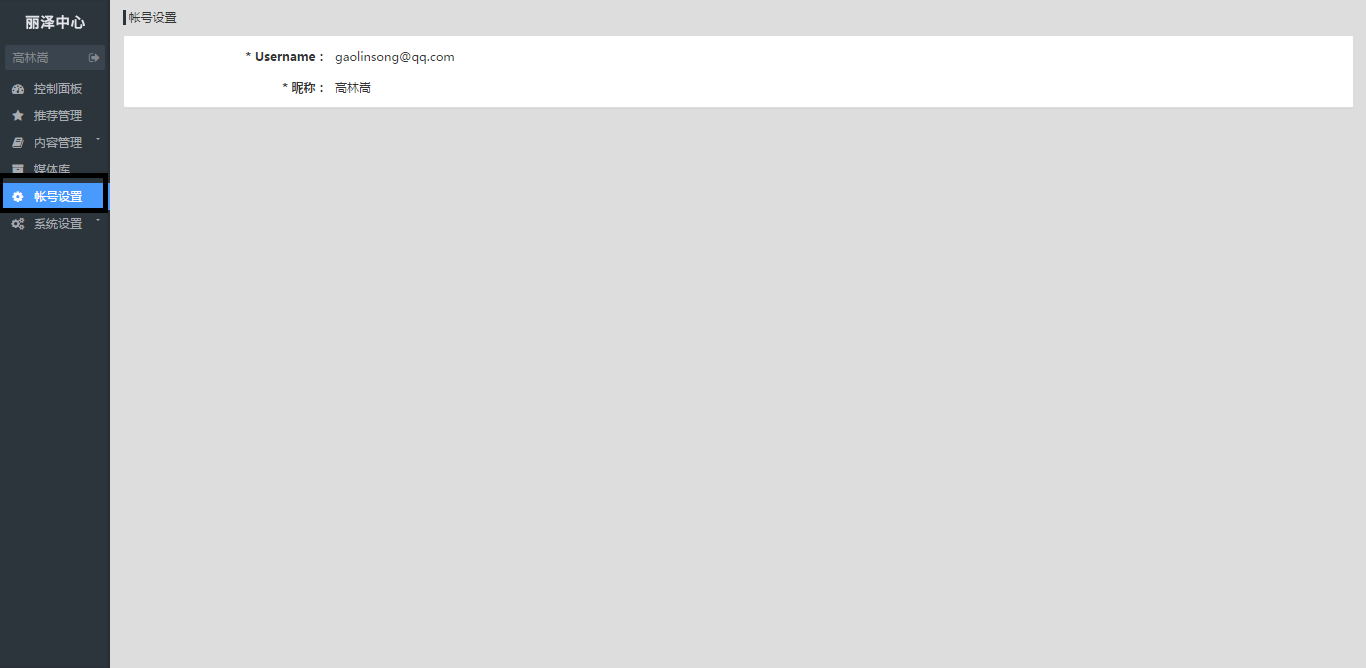 丽泽中心
高林嵩
控制面板
推荐管理
内容管理
媒体库
帐号设置
系统设置
帐号设置
* Username： gaolinsong@qq.com
* 昵称： 高林嵩